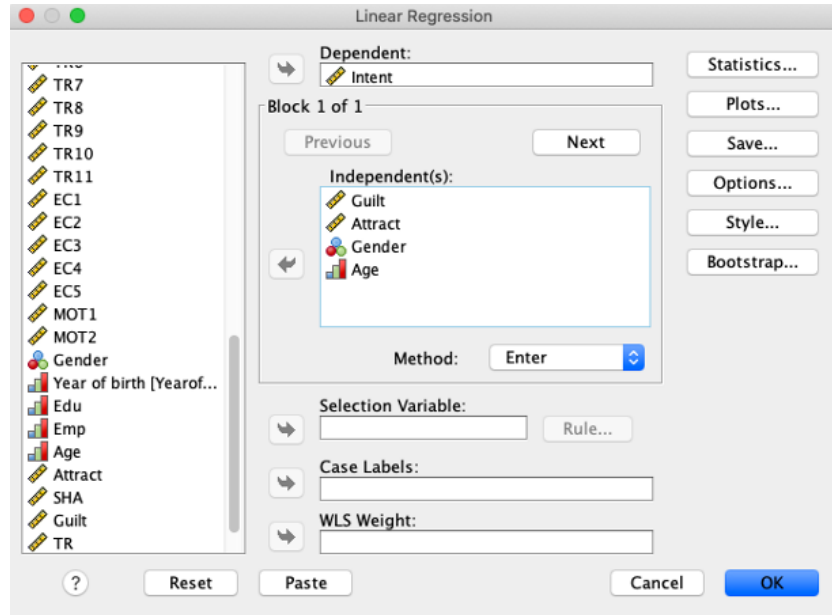 Linear Regression
TR7
TR8
TR9
TR10
TR11
EC1
EC2
EC3
EC4
EC5
MOT1
MOT2
Gender
Year of birth [Yearof...
Edu
Emp
Age
Attract
SHA
Guilt
TR
Dependent:
Intent
Block 1 of 1
Previous
Next
Independent(s):
Guilt
Attract
Gender
Age
Method:
Enter
Selection Variable:
Rule...
Case Labels:
WLS Weight:
Statistics...
Plots...
Save...
Options...
Style...
Bootstrap...
?
Reset
Paste
Cancel
OK